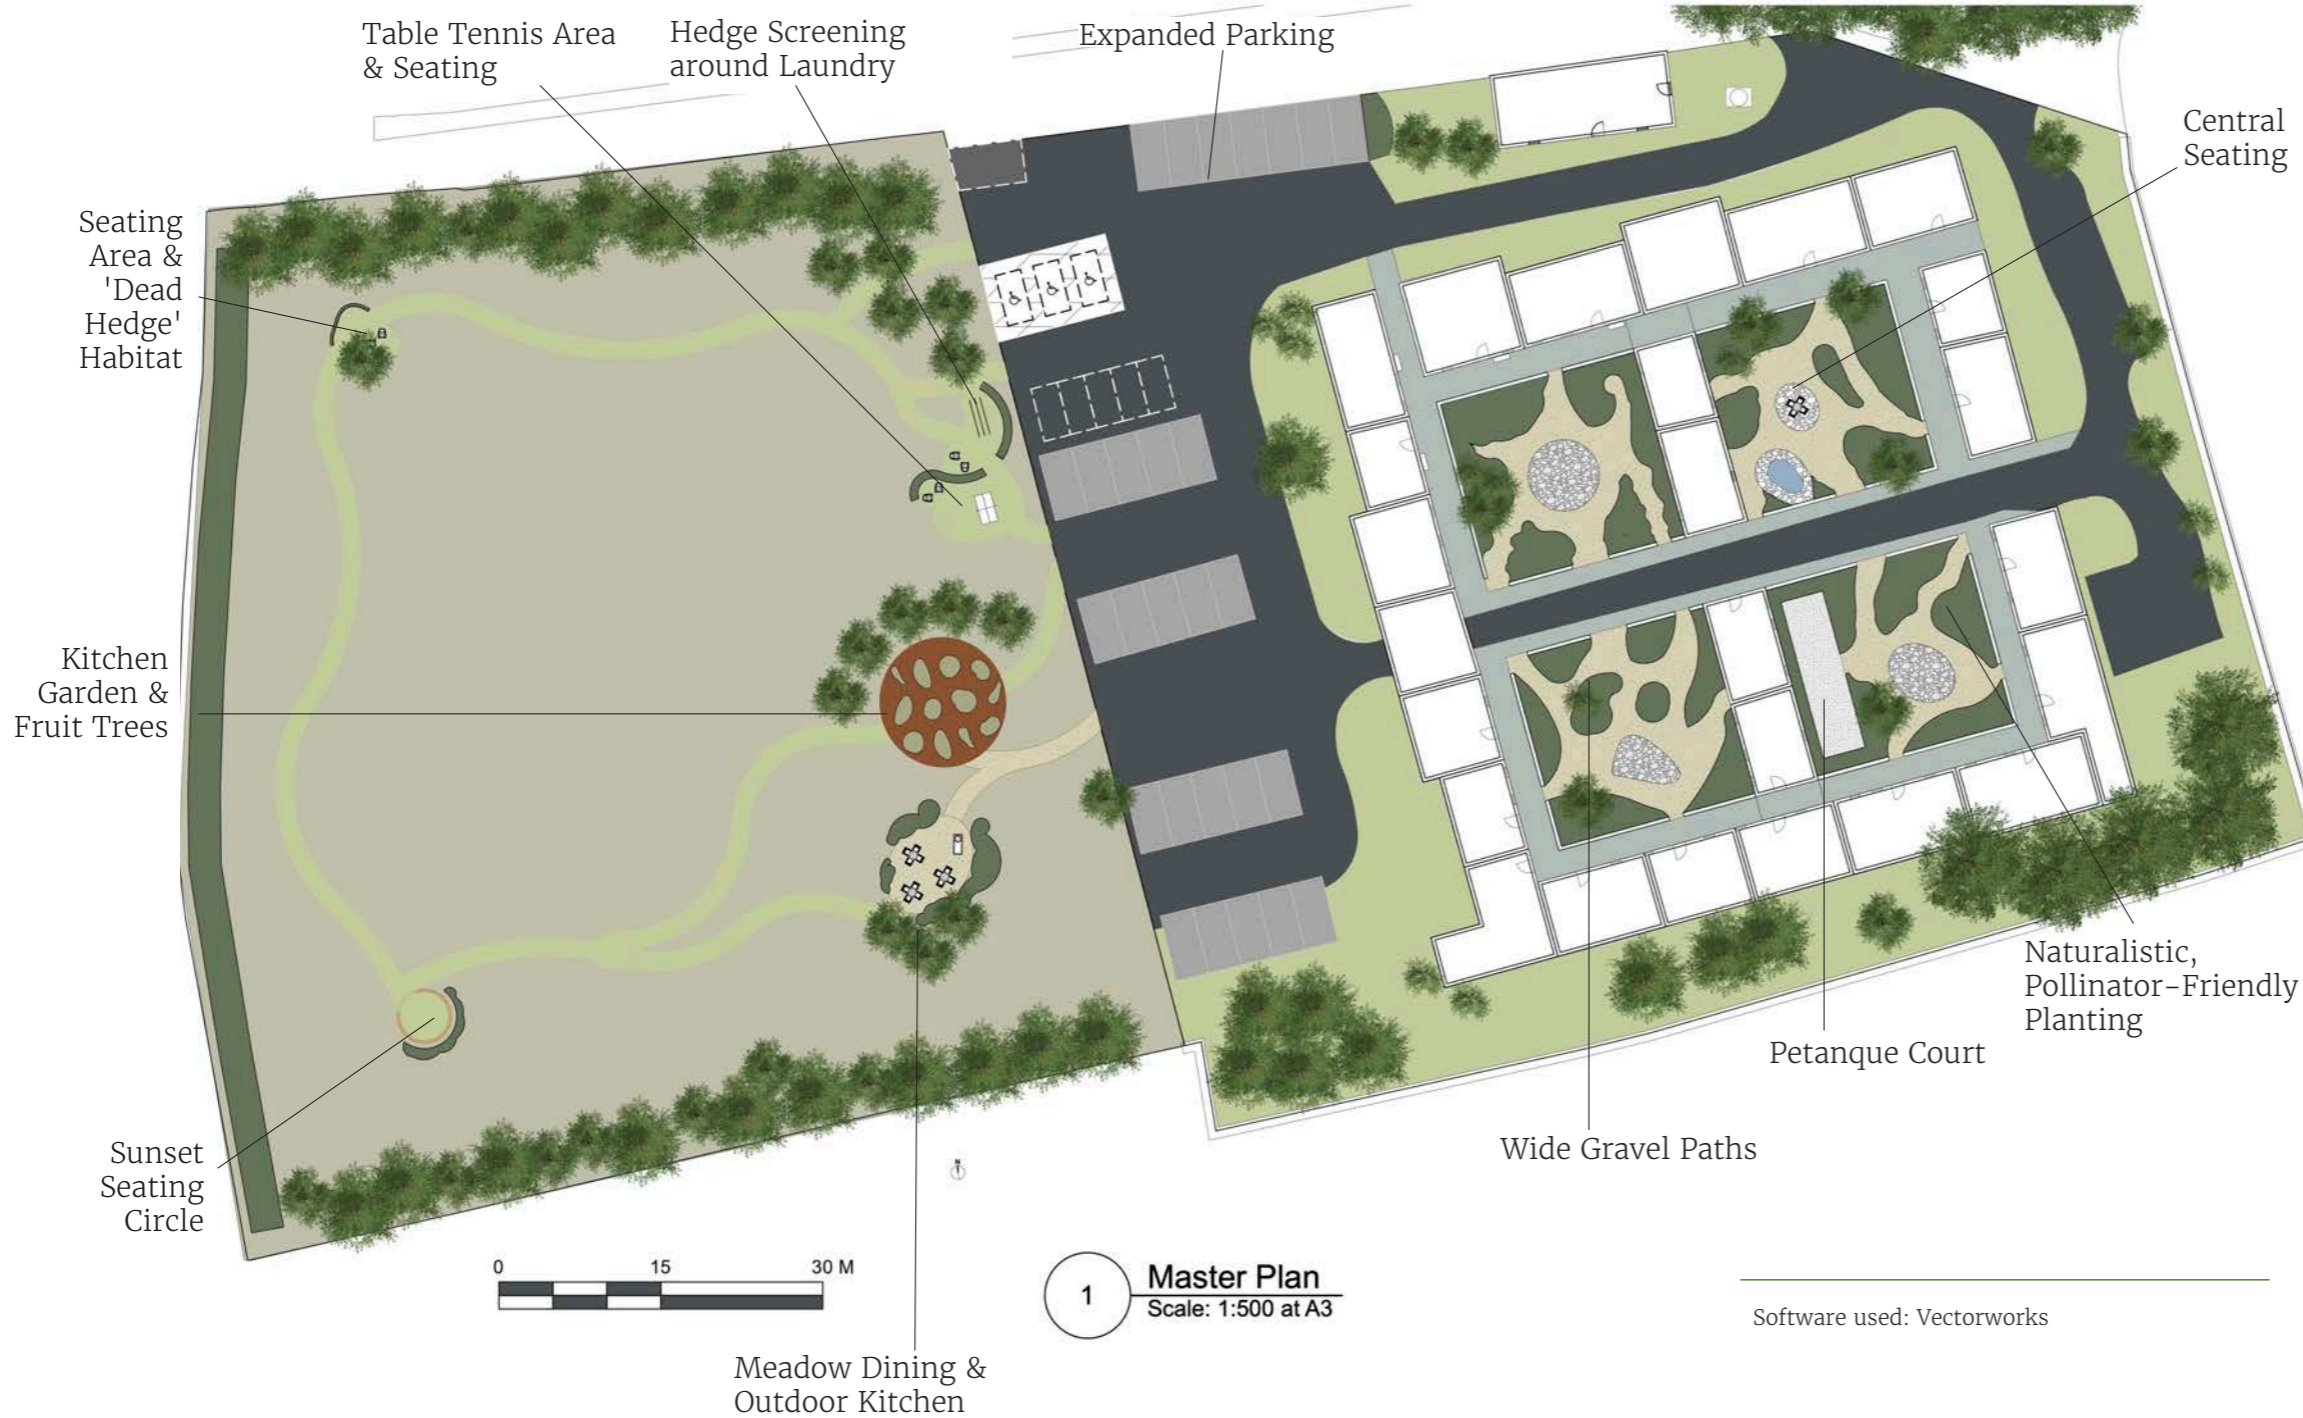 Table Tennis Area
& Seating
Hedge Screening
around Laundry
Expanded Parking
Central
Seating
Seating
Area &
'Dead
Hedge'
Habitat
Kitchen
Garden &
Fruit Trees
Naturalistic,
Pollinator-Friendly
Planting
Petanque Court
Wide Gravel Paths
Sunset
Seating
Circle
N
0 15 30 M
1
Master Plan
Scale: 1:500 at A3
Software used: Vectorworks
Meadow Dining &
Outdoor Kitchen